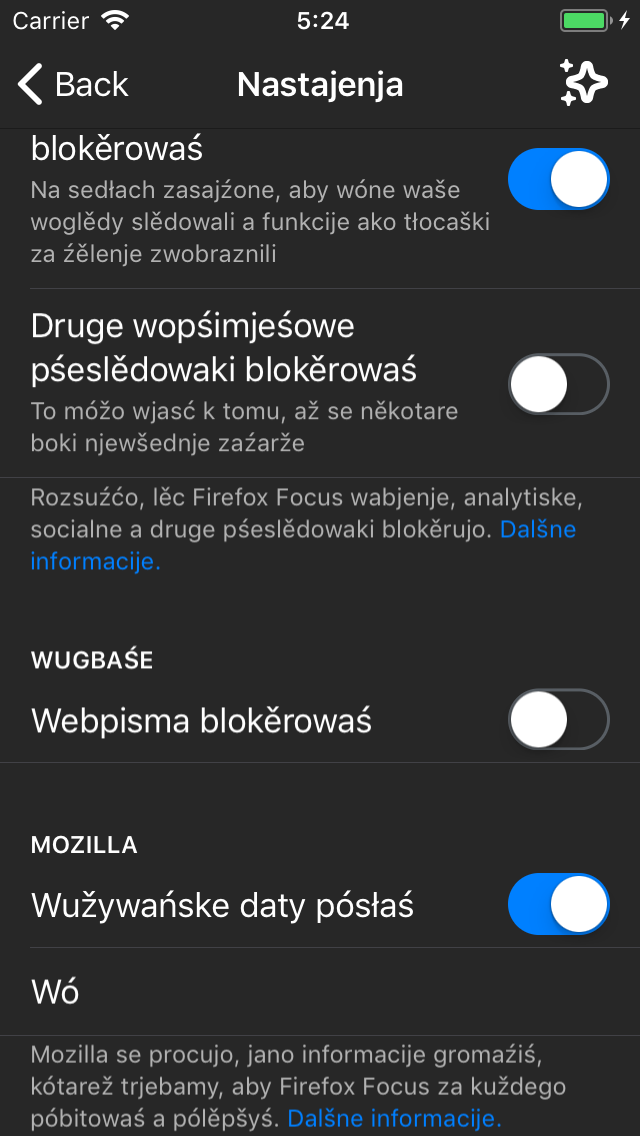 Carrier 5:24
Back Nastajenja
blokěrowaś
Na sedłach zasajźone, aby wóne waše
woglědy slědowali a funkcije ako tłocaški
za źělenje zwobraznili
Druge wopśimjeśowe
pśeslědowaki blokěrowaś
To móžo wjasć k tomu, až se někotare
boki njewšednje zaźarže
Rozsuźćo, lěc Firefox Focus wabjenje, analytiske,
socialne a druge pśeslědowaki blokěrujo. Dalšne
informacije.
WUGBAŚE
Webpisma blokěrowaś
MOZILLA
Wužywańske daty pósłaś
Wó
Mozilla se procujo, jano informacije gromaźiś,
kótarež trjebamy, aby Firefox Focus za kuždego
póbitowaś a pólěpšyś. Dalšne informacije.